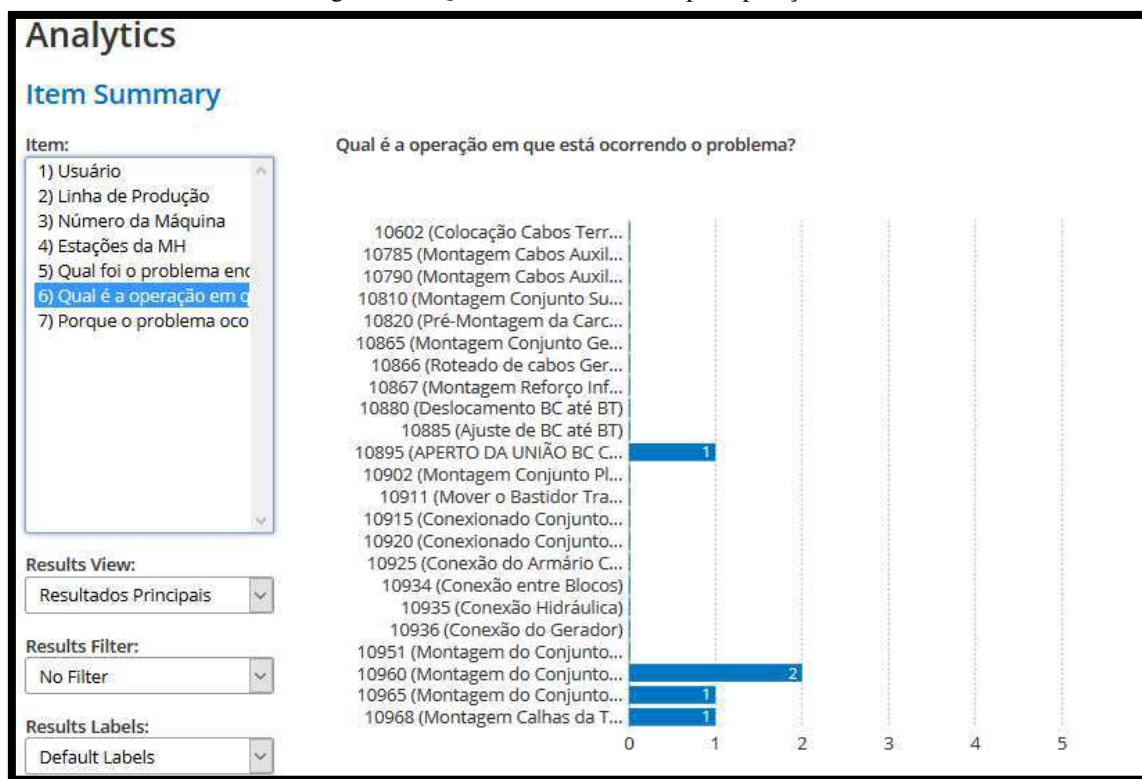 Analytics
Item Summary
Item:
1) Usuário
2) Linha de Produção
3) Número da Máquina
4) Estações da MH
5) Qual foi o problema enc
6) Qual é a operação em q
7) Porque o problema oco
Results View:
Resultados Principais
Results Filter:
No Filter
Results Labels:
Default Labels
Qual é a operação em que está ocorrendo o problema?
10602 (Colocação Cabos Terr...
10785 (Montagem Cabos Auxil...
10790 (Montagem Cabos Auxil...
10810 (Montagem Conjunto Su...
10820 (Pré-Montagem da Carc...
10865 (Montagem Conjunto Ge...
10866 (Roteado de cabos Ger...
10867 (Montagem Reforço Inf...
10880 (Deslocamento BC até BT)
10885 (Ajuste de BC até BT)
10895 (APERTO DA UNIÃO BC C... 1
10902 (Montagem Conjunto Pl...
10911 (Mover o Bastidor Tra...
10915 (Conexionado Conjunto...
10920 (Conexionado Conjunto...
10925 (Conexão do Armário C...
10934 (Conexão entre Blocos)
10935 (Conexão Hidráulica)
10936 (Conexão do Gerador)
10951 (Montagem do Conjunto...
10960 (Montagem do Conjunto... 2
10965 (Montagem do Conjunto... 1
10968 (Montagem Calhas da T... 1
0 1 2 3 4 5